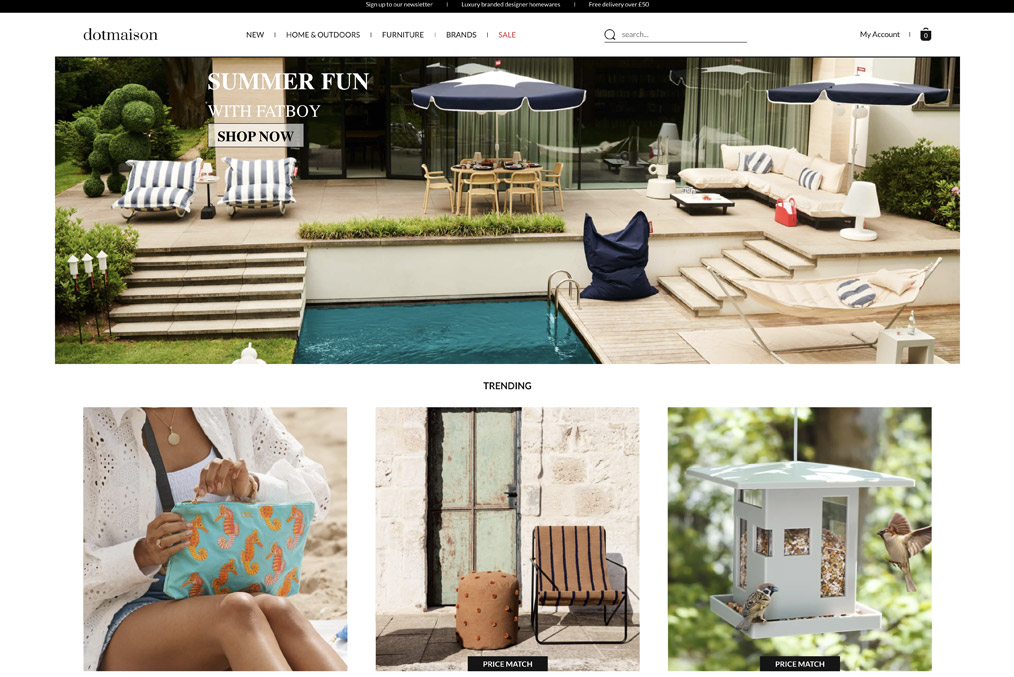 Sign up to our newsletter | Luxury branded designer homewares | Free delivery over £50
dotmaison NEW | HOME & OUTDOORS | FURNITURE | BRANDS | SALE search... My Account | 0
SUMMER FUN
WITH FATBOY
SHOP NOW
TRENDING
PRICE MATCH
PRICE MATCH